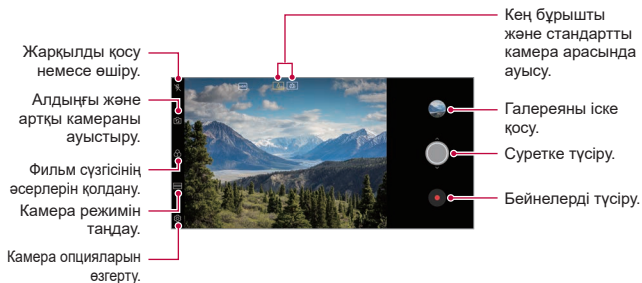 Жарқылды қосу
немесе өшіру.
Алдыңғы және
артқы камераны
ауыстыру.
Фильм сүзгісінің
әсерлерін қолдану.
Камера режимін
таңдау.
Камера опцияларын
өзгерту.
Кең бұрышты
және стандартты
камера арасында
ауысу.
Галереяны іске
қосу.
Суретке түсіру.
Бейнелерді түсіру.